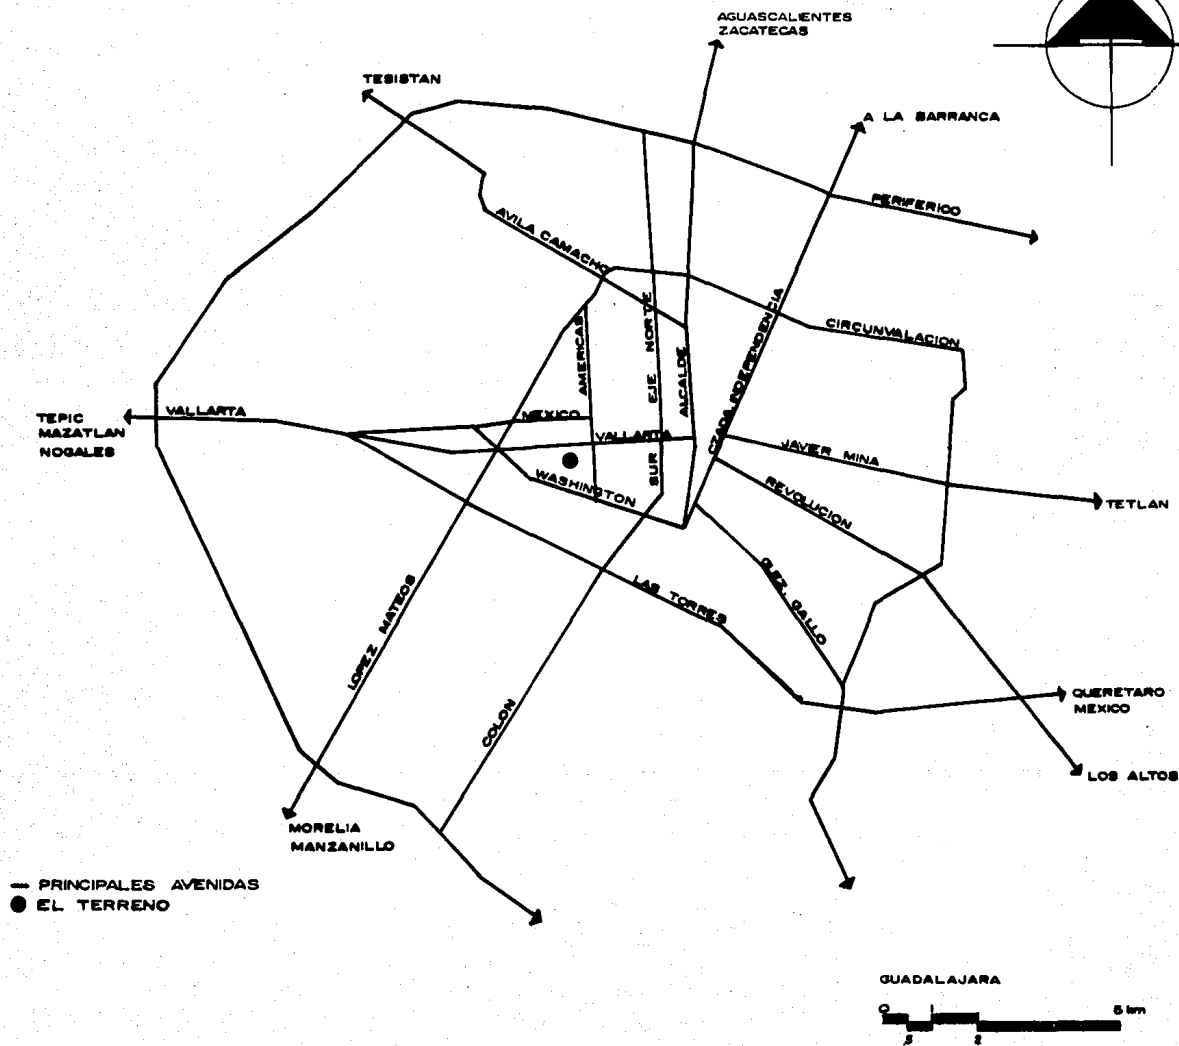 AGUASCALIENTES
ZACATECAS
TESISTAN
A LA BARRANCA
PERIFERICO
AVILA CAMACHO
CIRCUNVALACION
AMERICAS
SUR EJE NORTE
ALCALDE
CZADA. INDEPENDENCIA
TEPIC
MAZATLAN
NOGALES
VALLARTA
MEXICO
VALLARTA
WASHINGTON
JAVIER MINA
REVOLUCION
TETLAN
GLEZ. GALLO
LAS TORRES
LOPEZ MATEOS
COLON
QUERETARO
MEXICO
LOS ALTOS
MORELIA
MANZANILLO
PRINCIPALES AVENIDAS
EL TERRENO
GUADALAJARA
0 1 5 km
.5 2